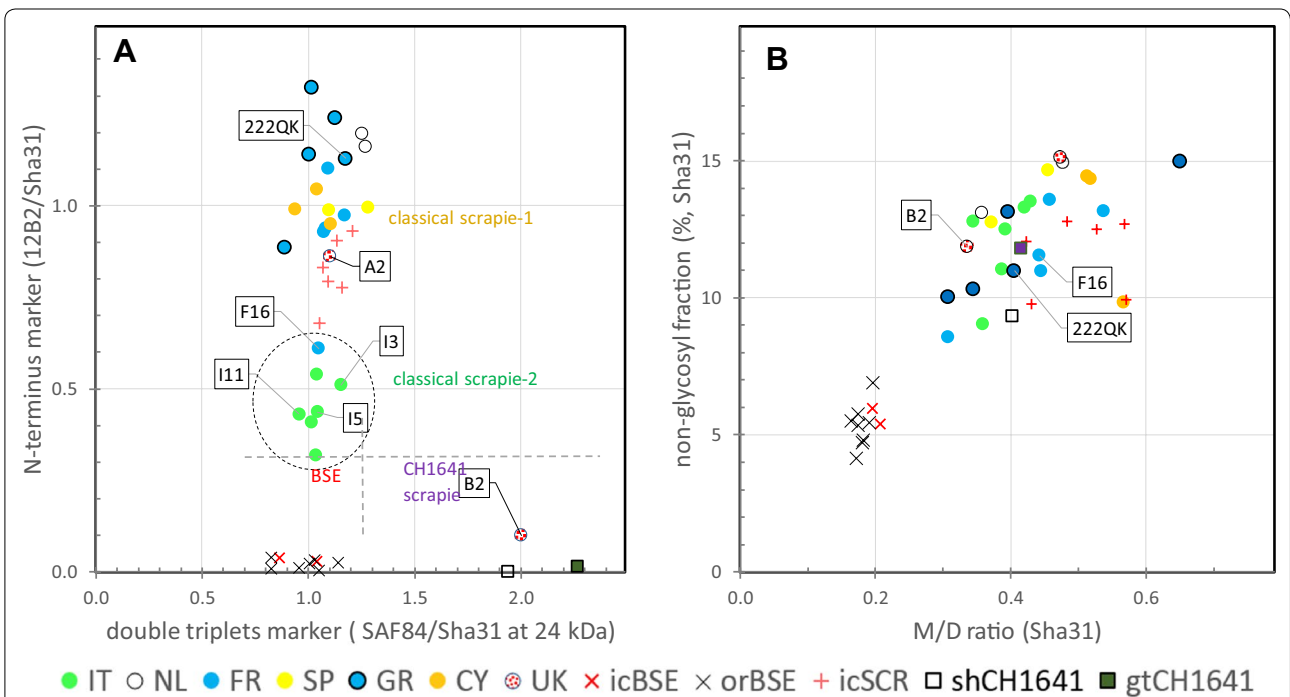 A
N-terminus marker (12B2/Sha31)
1.0
0.5
0.0
222QK
classical scrapie-1
A2
F16
I3
I11
classical scrapie-2
I5
BSE
CH1641
scrapie
B2
0.0 0.5 1.0 1.5 2.0
double triplets marker ( SAF84/Sha31 at 24 kDa)
B
non-glycosyl fraction (%, Sha31)
15
10
5
0
B2
F16
222QK
0.0 0.2 0.4 0.6
M/D ratio (Sha31)
IT NL FR SP GR CY UK icBSE orBSE icSCR shCH1641 gtCH1641